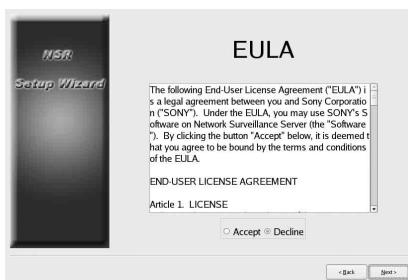 NSR
Setup Wizard
EULA
The following End-User License Agreement ("EULA") i
s a legal agreement between you and Sony Corporatio
n ("SONY"). Under the EULA, you may use SONY's S
oftware on Network Surveillance Server (the "Software
"). By clicking the button "Accept" below, it is deemed t
hat you agree to be bound by the terms and conditions
of the EULA.
END-USER LICENSE AGREEMENT
Article 1. LICENSE
Accept Decline
< Back Next >